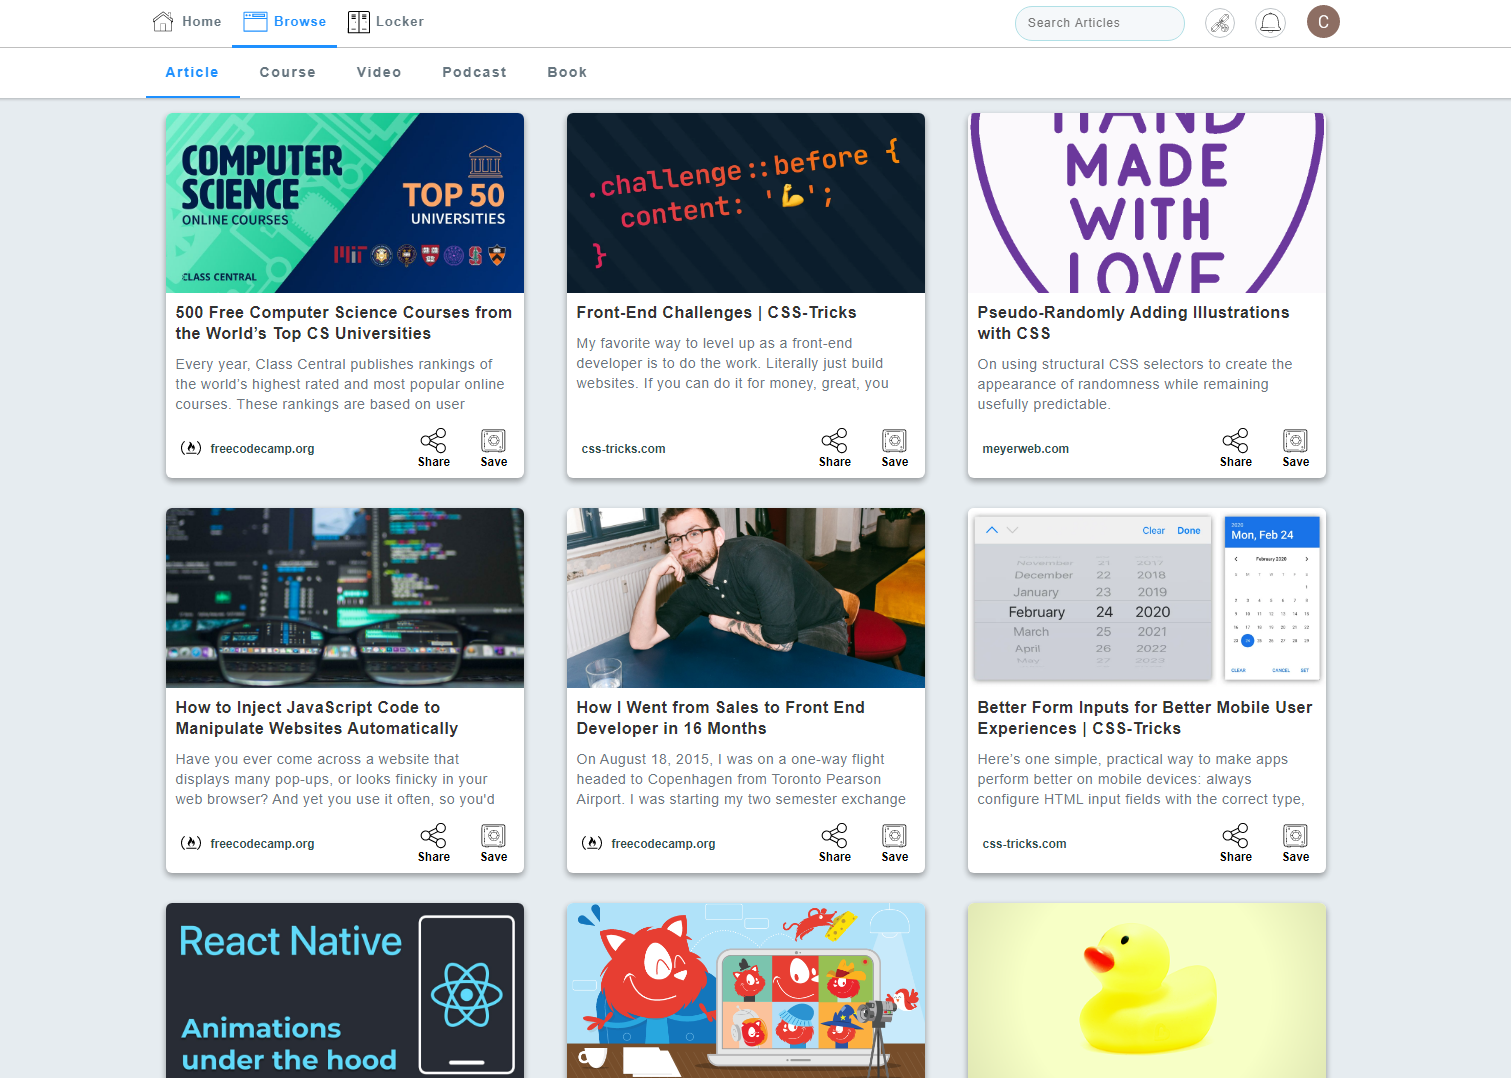 Home
Browse
Locker
Search Articles
C
Article
Course
Video
Podcast
Book
COMPUTER
SCIENCE
ONLINE COURSES
TOP 50
UNIVERSITIES
MIT
CLASS CENTRAL
500 Free Computer Science Courses from
the World’s Top CS Universities
Every year, Class Central publishes rankings of
the world’s highest rated and most popular online
courses. These rankings are based on user
freecodecamp.org
Share
Save
.challenge::before {
content: '💪';
}
Front-End Challenges | CSS-Tricks
My favorite way to level up as a front-end
developer is to do the work. Literally just build
websites. If you can do it for money, great, you
css-tricks.com
Share
Save
HAND
MADE
WITH
LOVE
Pseudo-Randomly Adding Illustrations
with CSS
On using structural CSS selectors to create the
appearance of randomness while remaining
usefully predictable.
meyerweb.com
Share
Save
How to Inject JavaScript Code to
Manipulate Websites Automatically
Have you ever come across a website that
displays many pop-ups, or looks finicky in your
web browser? And yet you use it often, so you'd
freecodecamp.org
Share
Save
How I Went from Sales to Front End
Developer in 16 Months
On August 18, 2015, I was on a one-way flight
headed to Copenhagen from Toronto Pearson
Airport. I was starting my two semester exchange
freecodecamp.org
Share
Save
Clear Done
November 21 2017
December 22 2018
January 23 2019
February 24 2020
March 25 2021
April 26 2022
May 27 2023
2020
Mon, Feb 24
February 2020
CLEAR CANCEL SET
Better Form Inputs for Better Mobile User
Experiences | CSS-Tricks
Here’s one simple, practical way to make apps
perform better on mobile devices: always
configure HTML input fields with the correct type,
css-tricks.com
Share
Save
React Native
Animations
under the hood